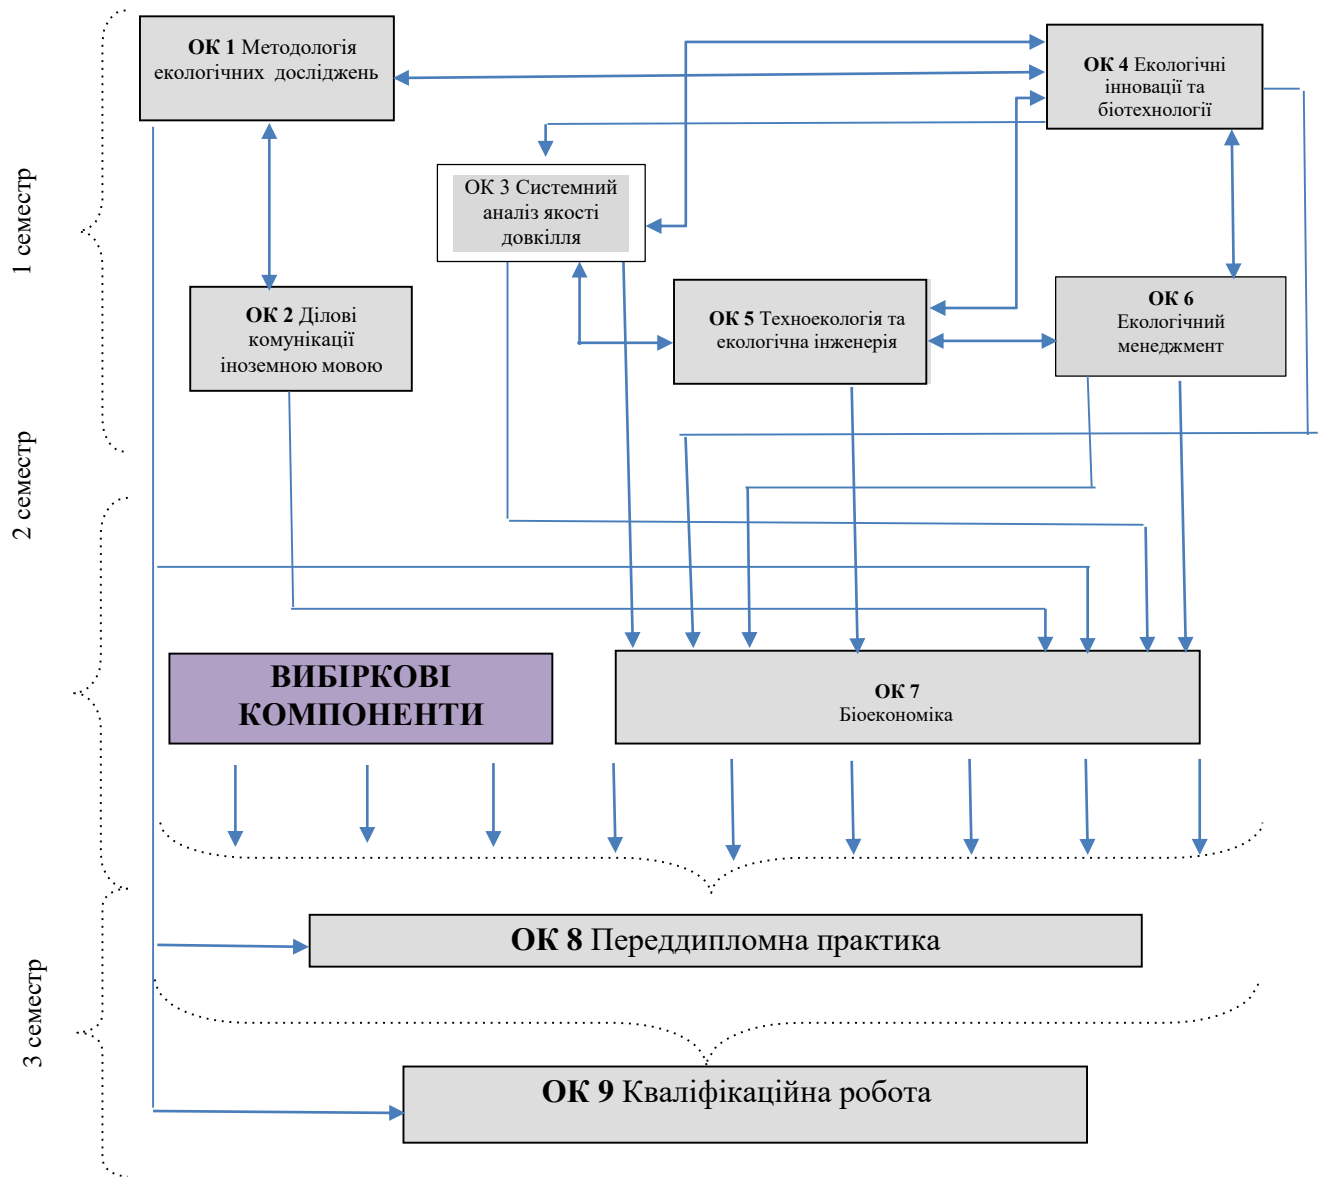 1 семестр
ОК 1 Методологія
екологічних досліджень
ОК 4 Екологічні
інновації та
біотехнології
ОК 3 Системний
аналіз якості
довкілля
ОК 2 Ділові
комунікації
іноземною мовою
ОК 5 Техноекологія та
екологічна інженерія
ОК 6
Екологічний
менеджмент
2 семестр
ВИБІРКОВІ
КОМПОНЕНТИ
ОК 7
Біоекономіка
3 семестр
ОК 8 Переддипломна практика
ОК 9 Кваліфікаційна робота